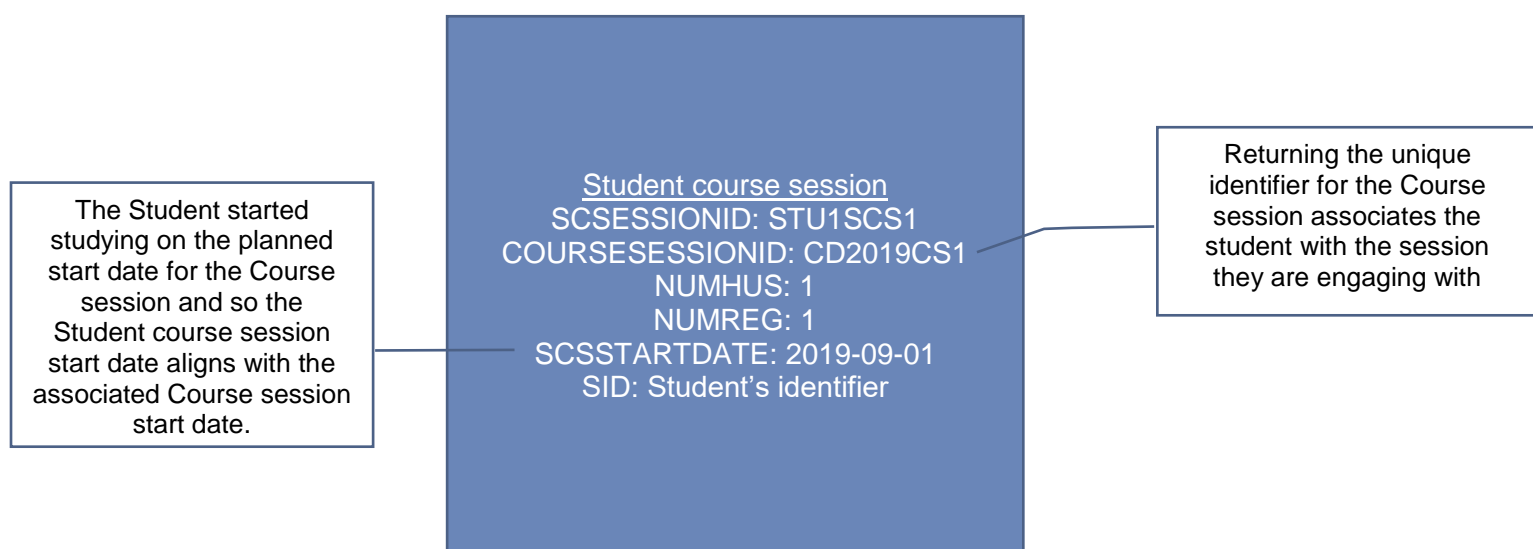 The Student started
studying on the planned
start date for the Course
session and so the
Student course session
start date aligns with the
associated Course session
start date.
Student course session
SCSESSIONID: STU1SCS1
COURSESESSIONID: CD2019CS1
NUMHUS: 1
NUMREG: 1
SCSSTARTDATE: 2019-09-01
SID: Student’s identifier
Returning the unique
identifier for the Course
session associates the
student with the session
they are engaging with